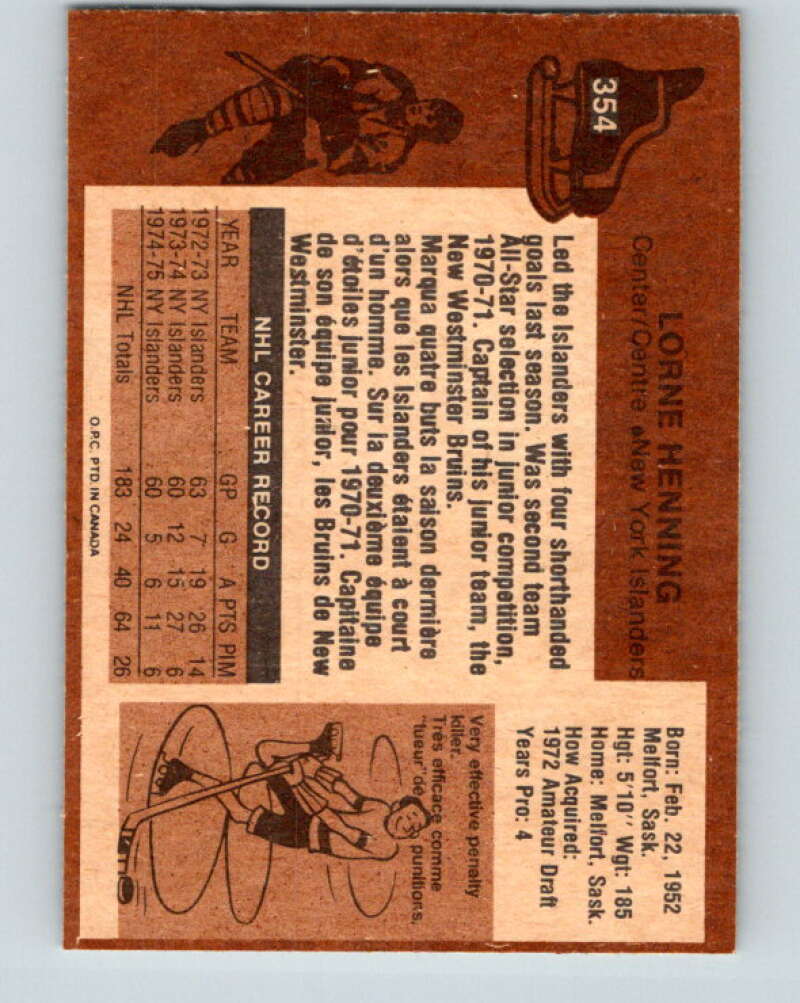 354
LORNE HENNING
Center/Centre • New York Islanders
Born: Feb. 22, 1952
Melfort, Sask.
Hgt: 5'10" Wgt: 185
Home: Melfort, Sask.
How Acquired:
1972 Amateur Draft
Years Pro: 4
Led the Islanders with four shorthanded
goals last season. Was second team
All-Star selection in junior competition,
1970-71. Captain of his junior team, the
New Westminster Bruins.
Marqua quatre buts la saison dernière
alors que les Islanders étaient à court
d'un homme. Sur la deuxième équipe
d'étoiles junior pour 1970-71. Capitaine
de son équipe junior, les Bruins de New
Westminster.
NHL CAREER RECORD
YEAR TEAM GP G A PTS PIM
1972-73 NY Islanders 63 7 19 26 14
1973-74 NY Islanders 60 12 15 27 6
1974-75 NY Islanders 60 5 6 11 6
NHL Totals 183 24 40 64 26
Very effective penalty
killer.
Très efficace comme
"tueur" de punitions.
O.P.C. PTD. IN CANADA